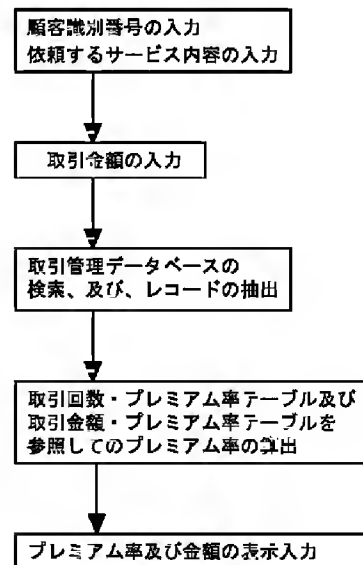 顧客識別番号の入力
依頼するサービス内容の入力
取引金額の入力
取引管理データベースの
検索、及び、レコードの抽出
取引回数・プレミアム率テーブル及び
取引金額・プレミアム率テーブルを
参照してのプレミアム率の算出
プレミアム率及び金額の表示入力